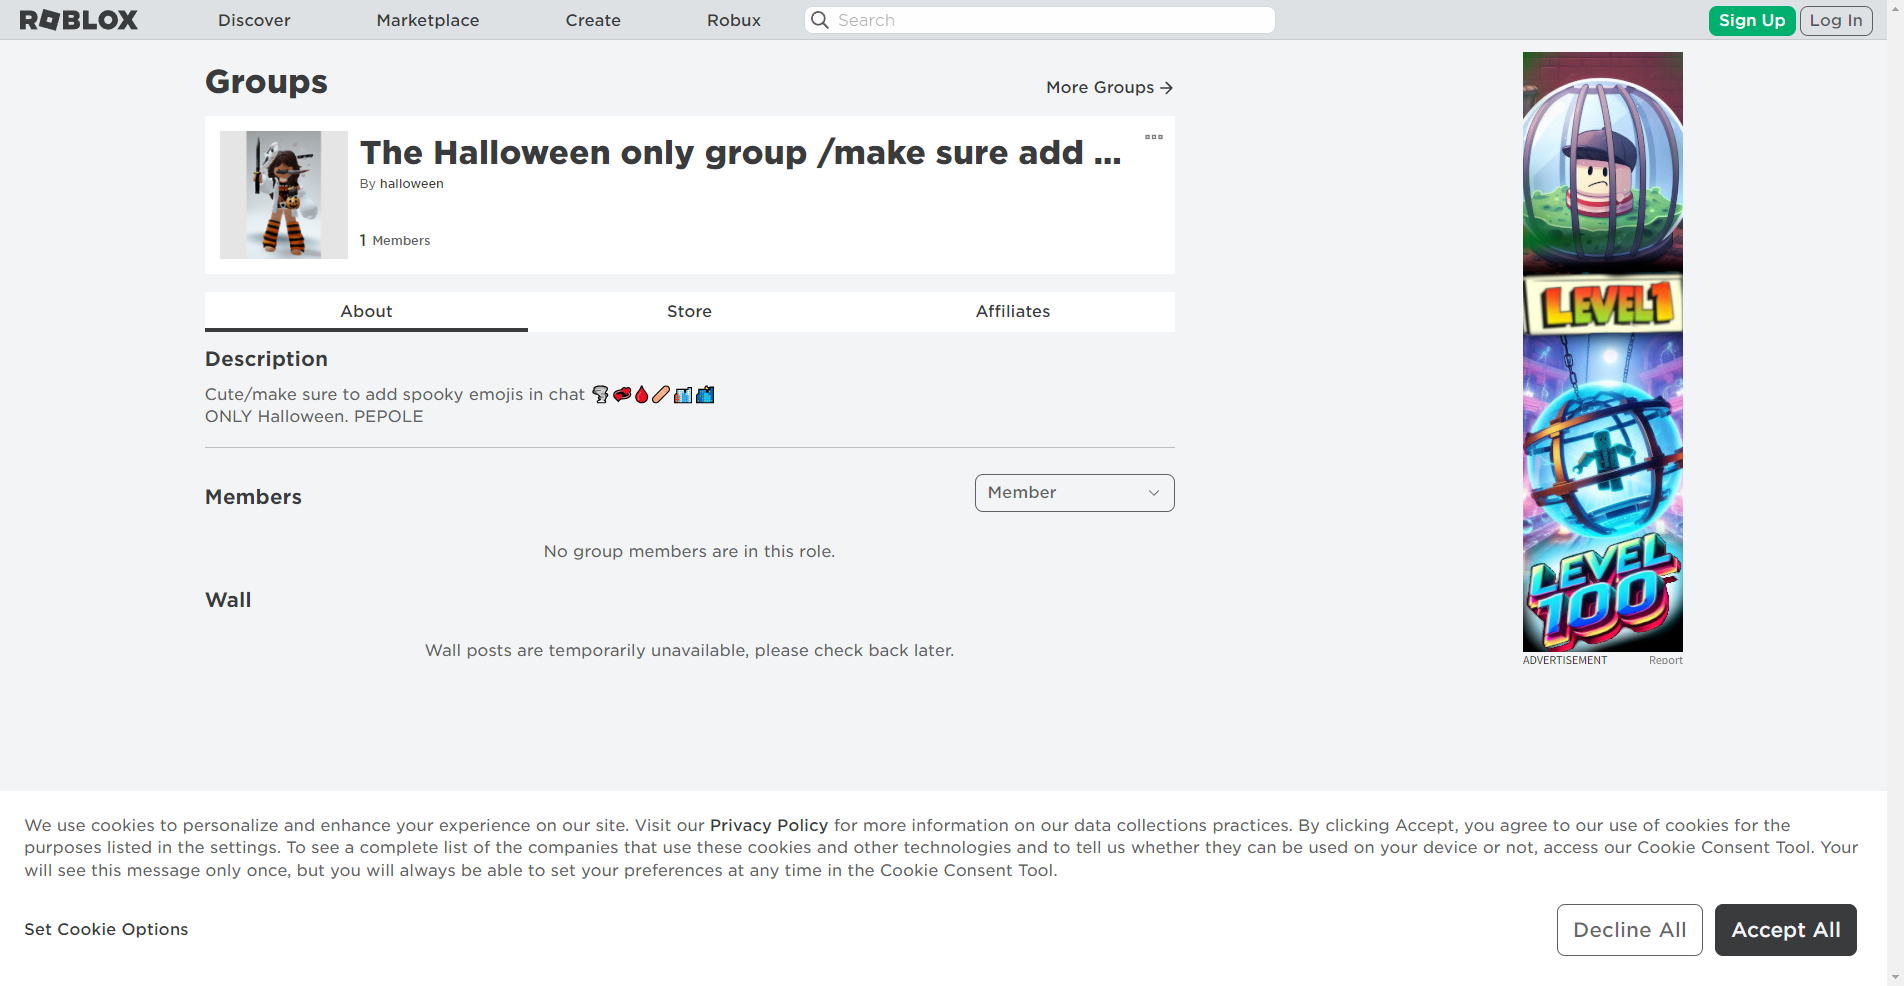 ROBLOX
Discover
Marketplace
Create
Robux
Search
Sign Up
Log In
Groups
More Groups →
The Halloween only group /make sure add ...
By halloween
1 Members
About
Store
Affiliates
Description
Cute/make sure to add spooky emojis in chat 
ONLY Halloween. PEPOLE
Members
Member
No group members are in this role.
Wall
Wall posts are temporarily unavailable, please check back later.
LEVEL 1
LEVEL
100
ADVERTISEMENT
Report
We use cookies to personalize and enhance your experience on our site. Visit our Privacy Policy for more information on our data collections practices. By clicking Accept, you agree to our use of cookies for the
purposes listed in the settings. To see a complete list of the companies that use these cookies and other technologies and to tell us whether they can be used on your device or not, access our Cookie Consent Tool. Your
will see this message only once, but you will always be able to set your preferences at any time in the Cookie Consent Tool.
Set Cookie Options
Decline All
Accept All